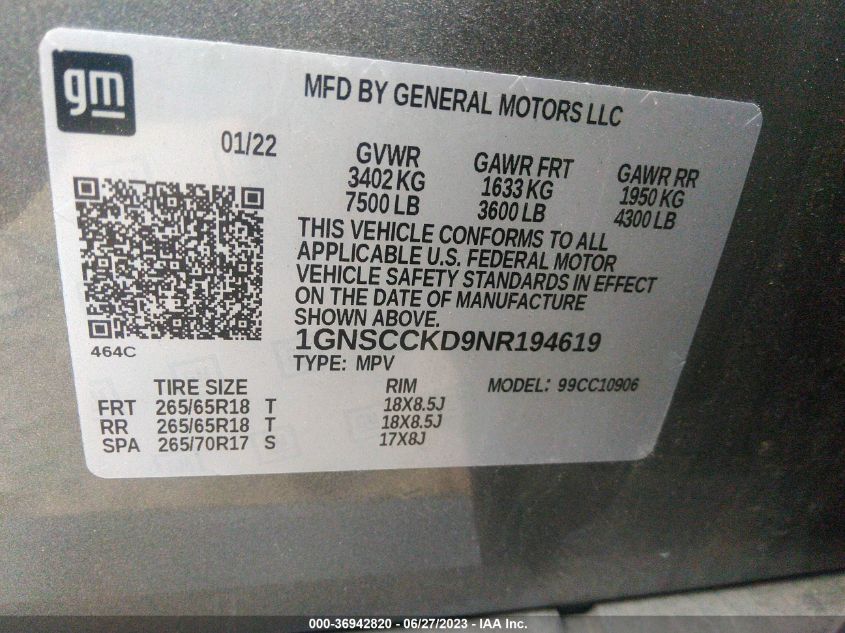 gm
MFD BY GENERAL MOTORS LLC
01/22
GVWR GAWR FRT GAWR RR
3402 KG 1633 KG 1950 KG
7500 LB 3600 LB 4300 LB
THIS VEHICLE CONFORMS TO ALL
APPLICABLE U.S. FEDERAL MOTOR
VEHICLE SAFETY STANDARDS IN EFFECT
ON THE DATE OF MANUFACTURE
SHOWN ABOVE.
1GNSCCKD9NR194619
464C
TYPE: MPV
TIRE SIZE RIM MODEL: 99CC10906
FRT 265/65R18 T 18X8.5J
RR 265/65R18 T 18X8.5J
SPA 265/70R17 S 17X8J
000-36942820 - 06/27/2023 - IAA Inc.